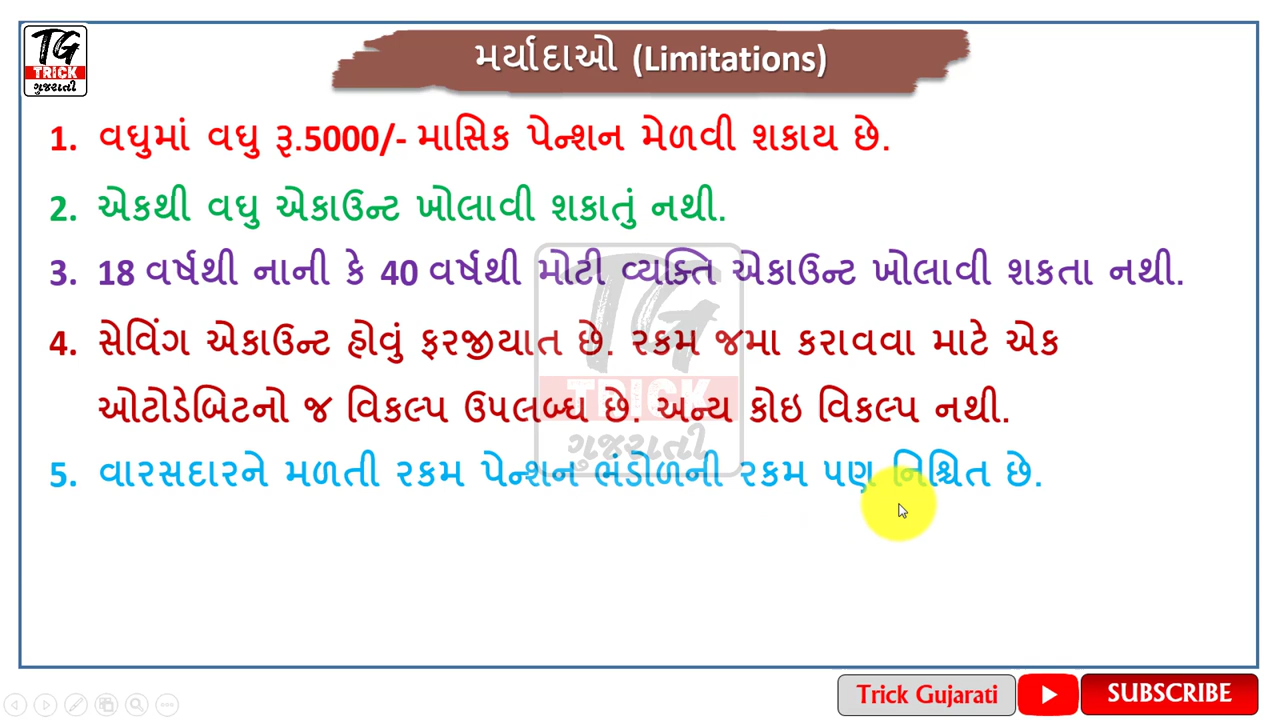 TG
TRICK
ગુજરાતી
મર્યાદાઓ (Limitations)
1. વધુમાં વધુ રૂ.5000/- માસિક પેન્શન મેળવી શકાય છે.
2. એકથી વધુ એકાઉન્ટ ખોલાવી શકાતું નથી.
3. 18 વર્ષથી નાની કે 40 વર્ષથી મોટી વ્યક્તિ એકાઉન્ટ ખોલાવી શકતા નથી.
4. સેવિંગ એકાઉન્ટ હોવું ફરજીયાત છે. રકમ જમા કરાવવા માટે એક
ઓટોડેબિટનો જ વિકલ્પ ઉપલબ્ધ છે. અન્ય કોઇ વિકલ્પ નથી.
5. વારસદારને મળતી રકમ પેન્શન ભંડોળની રકમ પણ નિશ્ચિત છે.
TG
TRICK
ગુજરાતી
Trick Gujarati
SUBSCRIBE